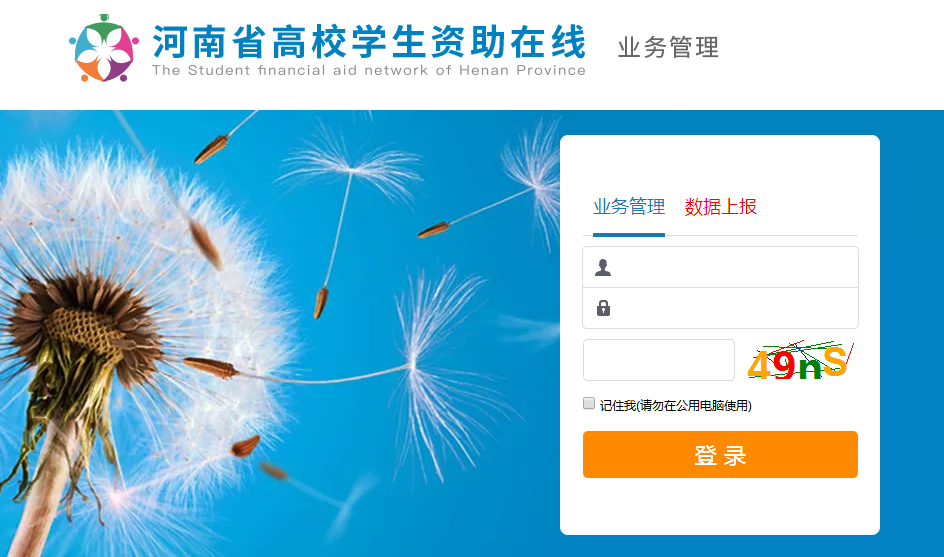 河南省高校学生资助在线 业务管理
The Student financial aid network of Henan Province
业务管理 数据上报
49nS
记住我(请勿在公用电脑使用)
登 录